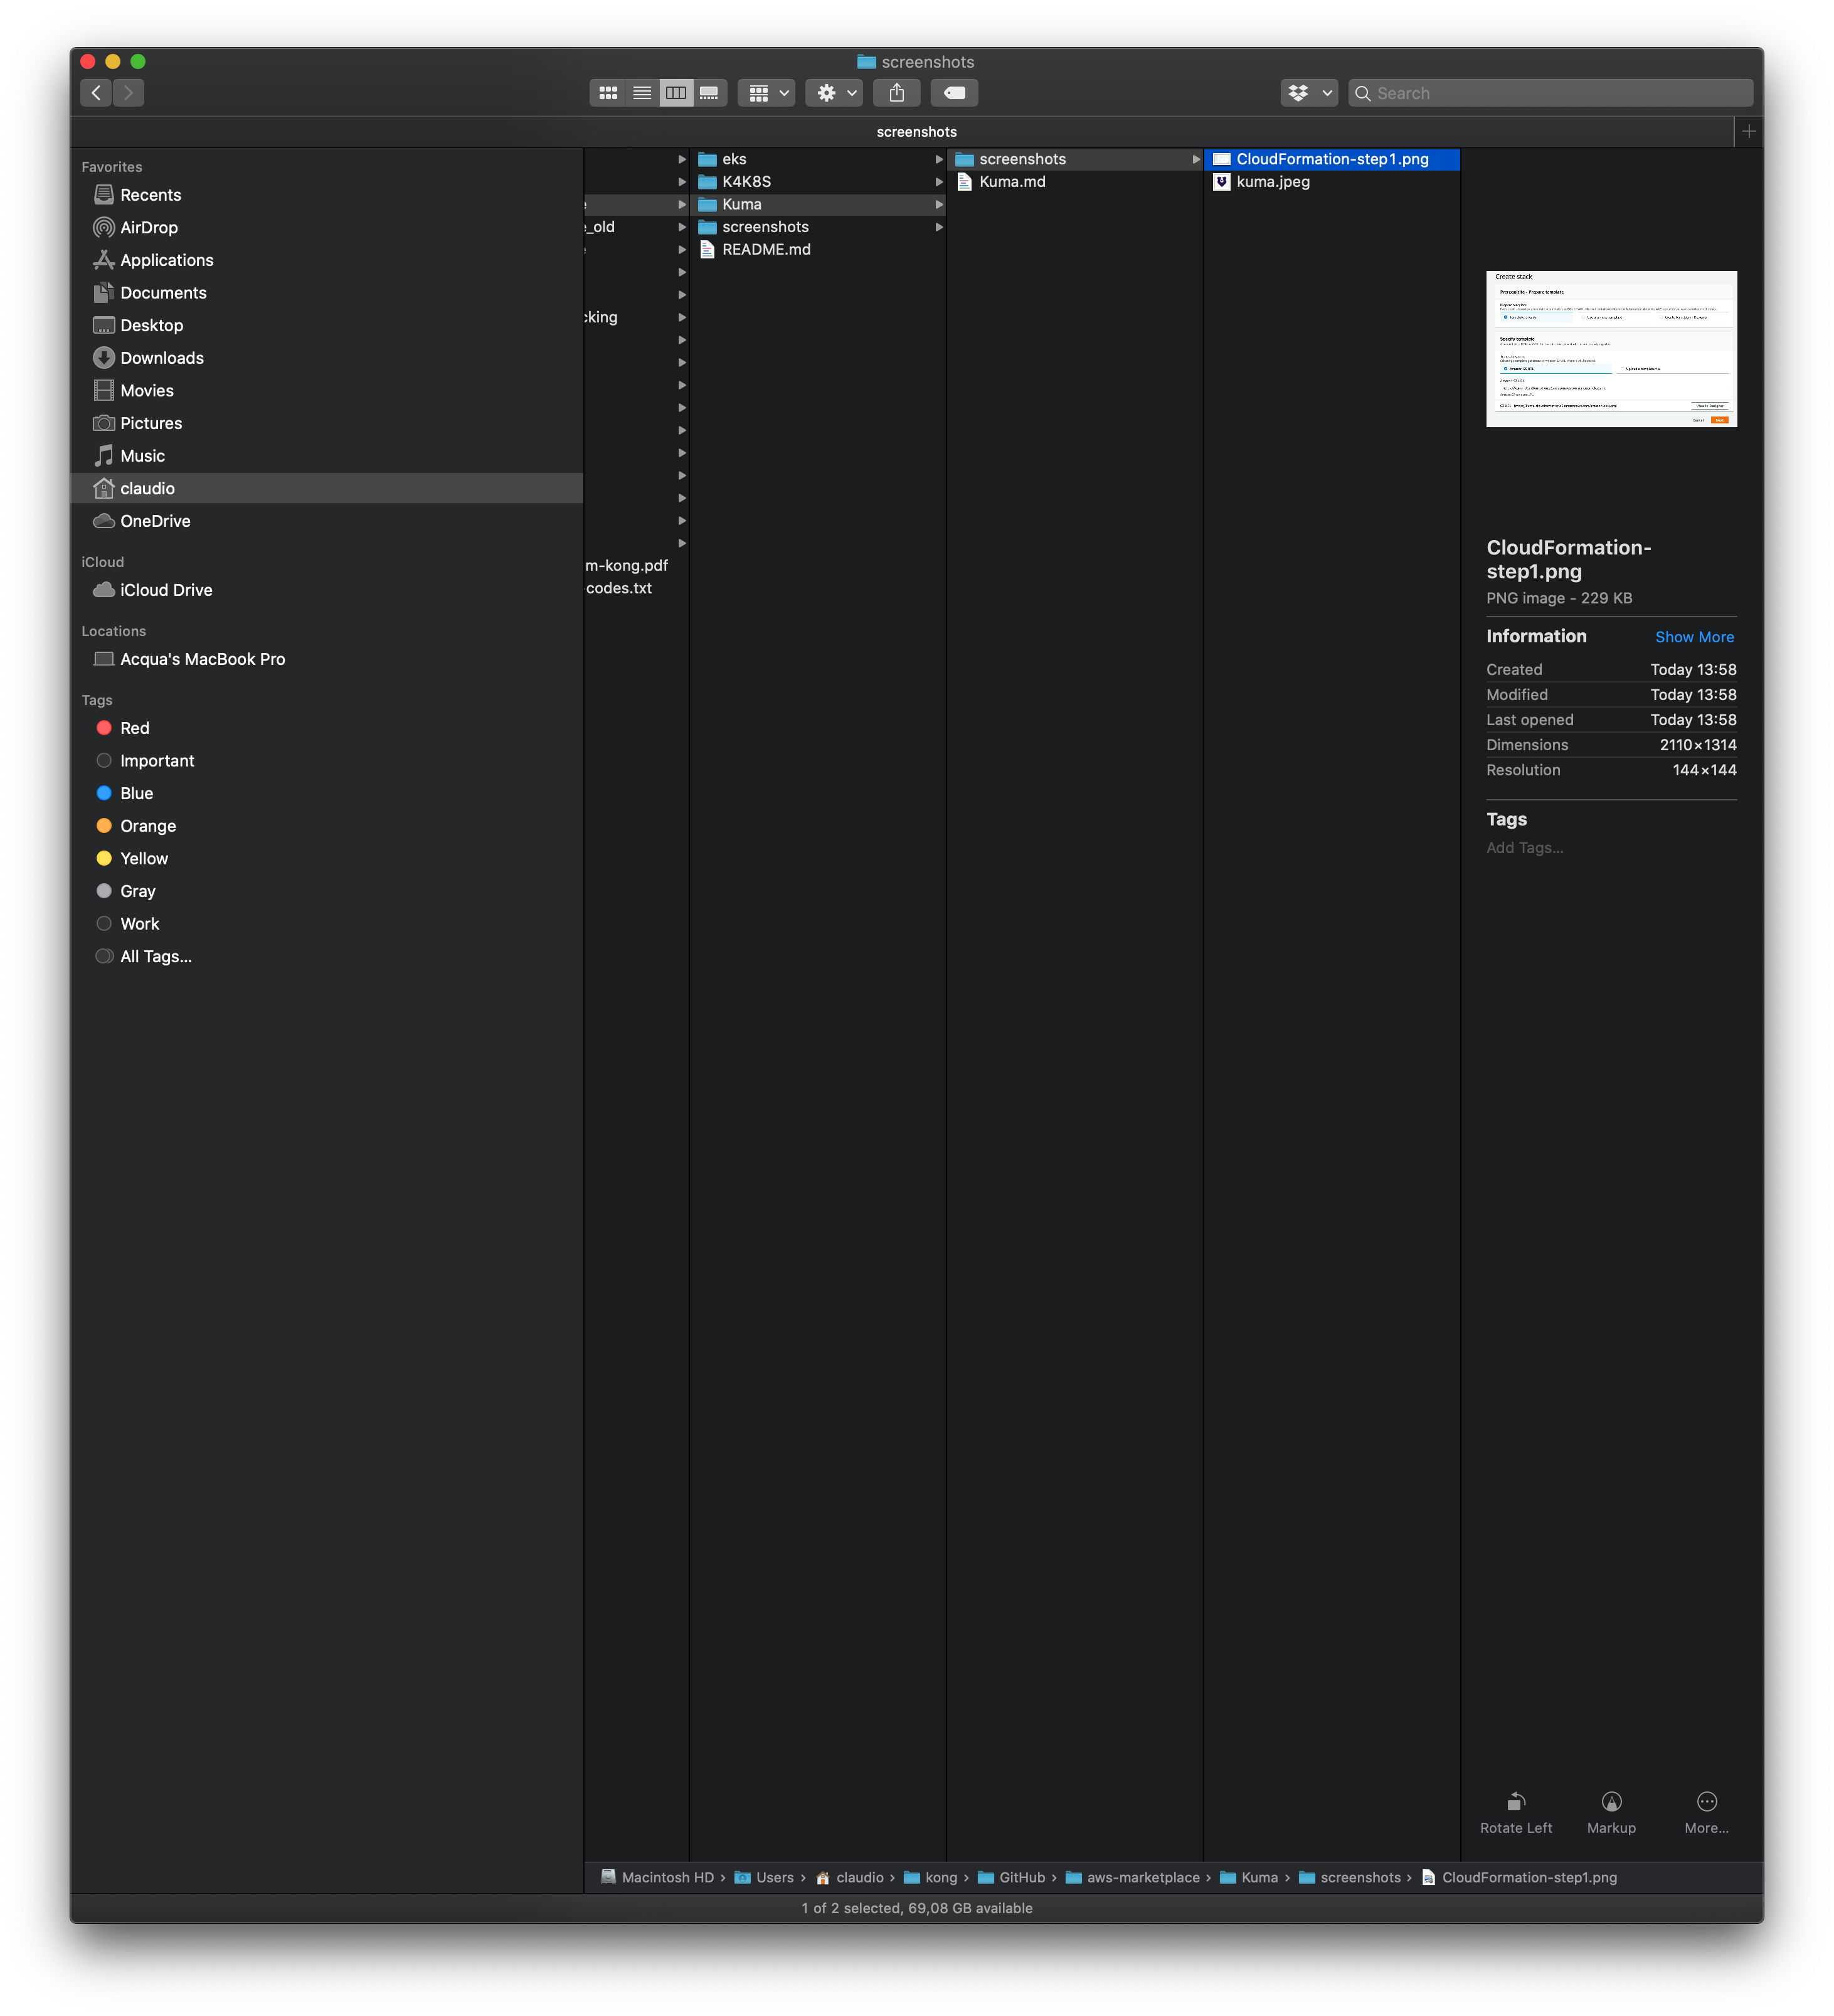 screenshots
Search
screenshots
Favorites
Recents
AirDrop
Applications
Documents
Desktop
Downloads
Movies
Pictures
Music
claudio
OneDrive
iCloud
iCloud Drive
Locations
Acqua's MacBook Pro
Tags
Red
Important
Blue
Orange
Yellow
Gray
Work
All Tags...
_old
cking
m-kong.pdf
codes.txt
eks
K4K8S
Kuma
screenshots
README.md
screenshots
Kuma.md
CloudFormation-step1.png
kuma.jpeg
Create stack
Prerequisite - Prepare template
Specify template
CloudFormation-
step1.png
PNG image - 229 KB
Information Show More
Created Today 13:58
Modified Today 13:58
Last opened Today 13:58
Dimensions 2110×1314
Resolution 144×144
Tags
Add Tags...
Rotate Left Markup More...
Macintosh HD › Users › claudio › kong › GitHub › aws-marketplace › Kuma › screenshots › CloudFormation-step1.png
1 of 2 selected, 69,08 GB available